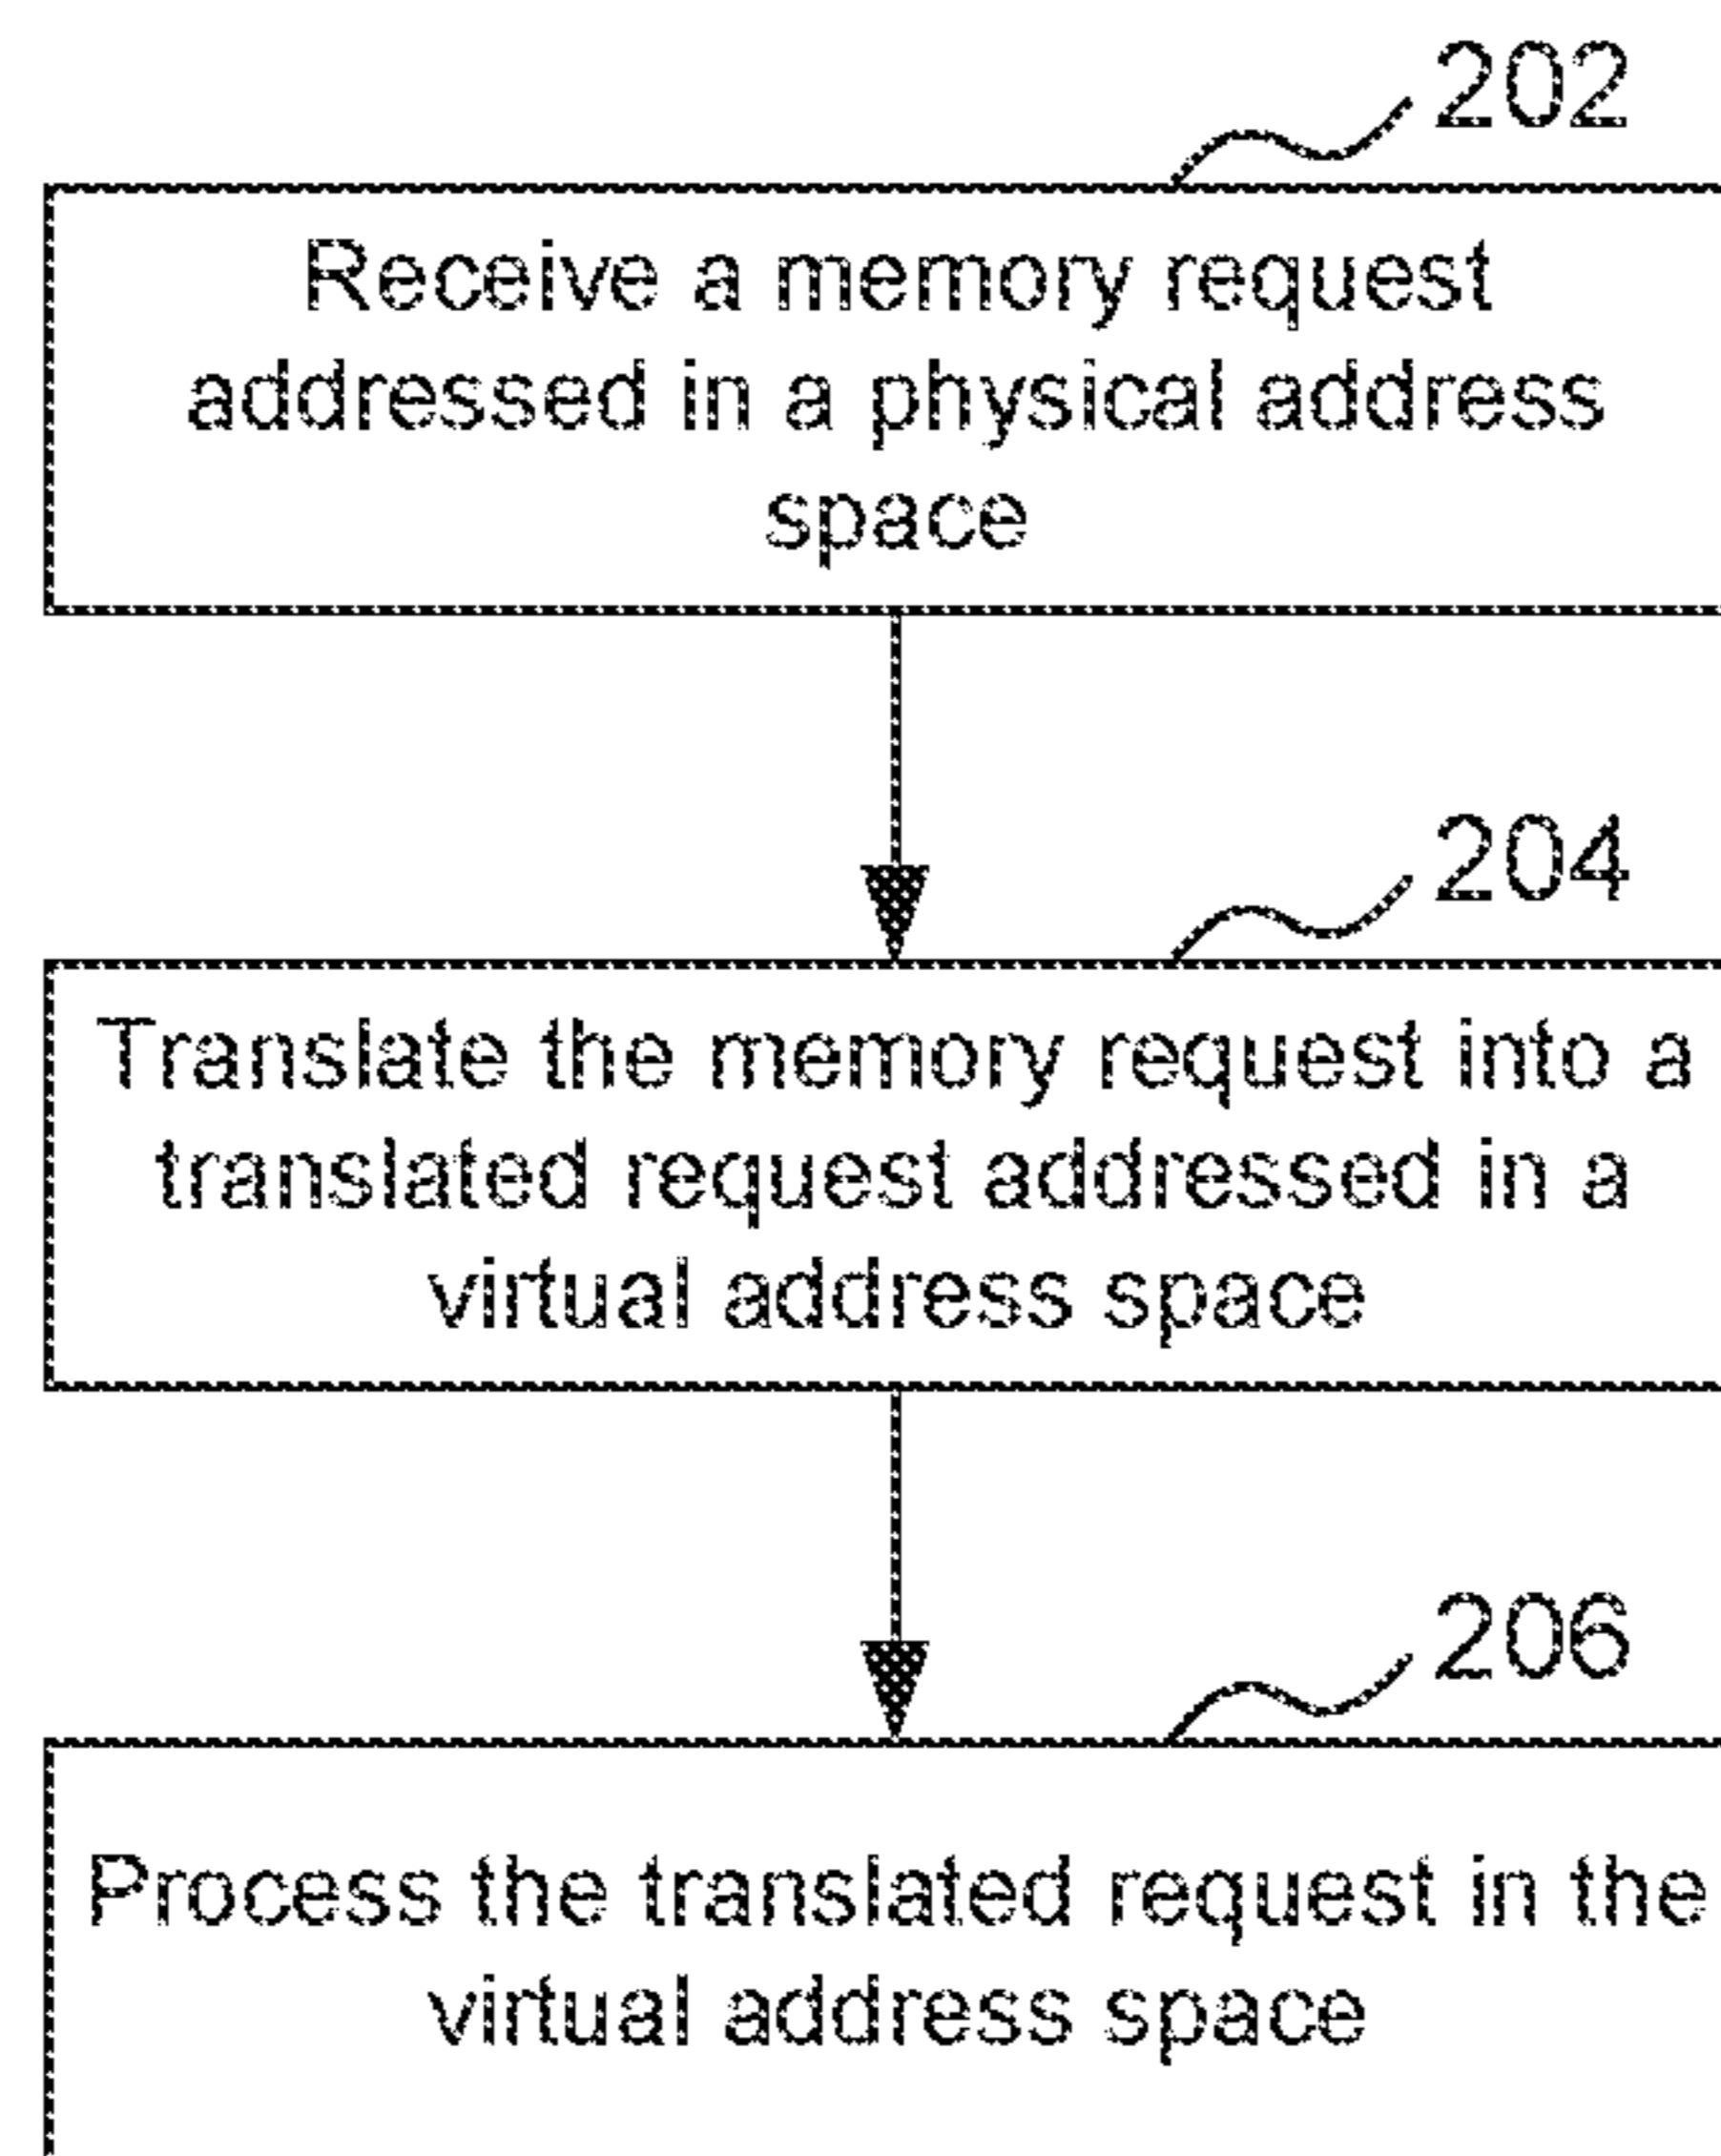 202
Receive a memory request
addressed in a physical address
space
204
Translate the memory request into a
translated request addressed in a
virtual address space
206
Process the translated request in the
virtual address space